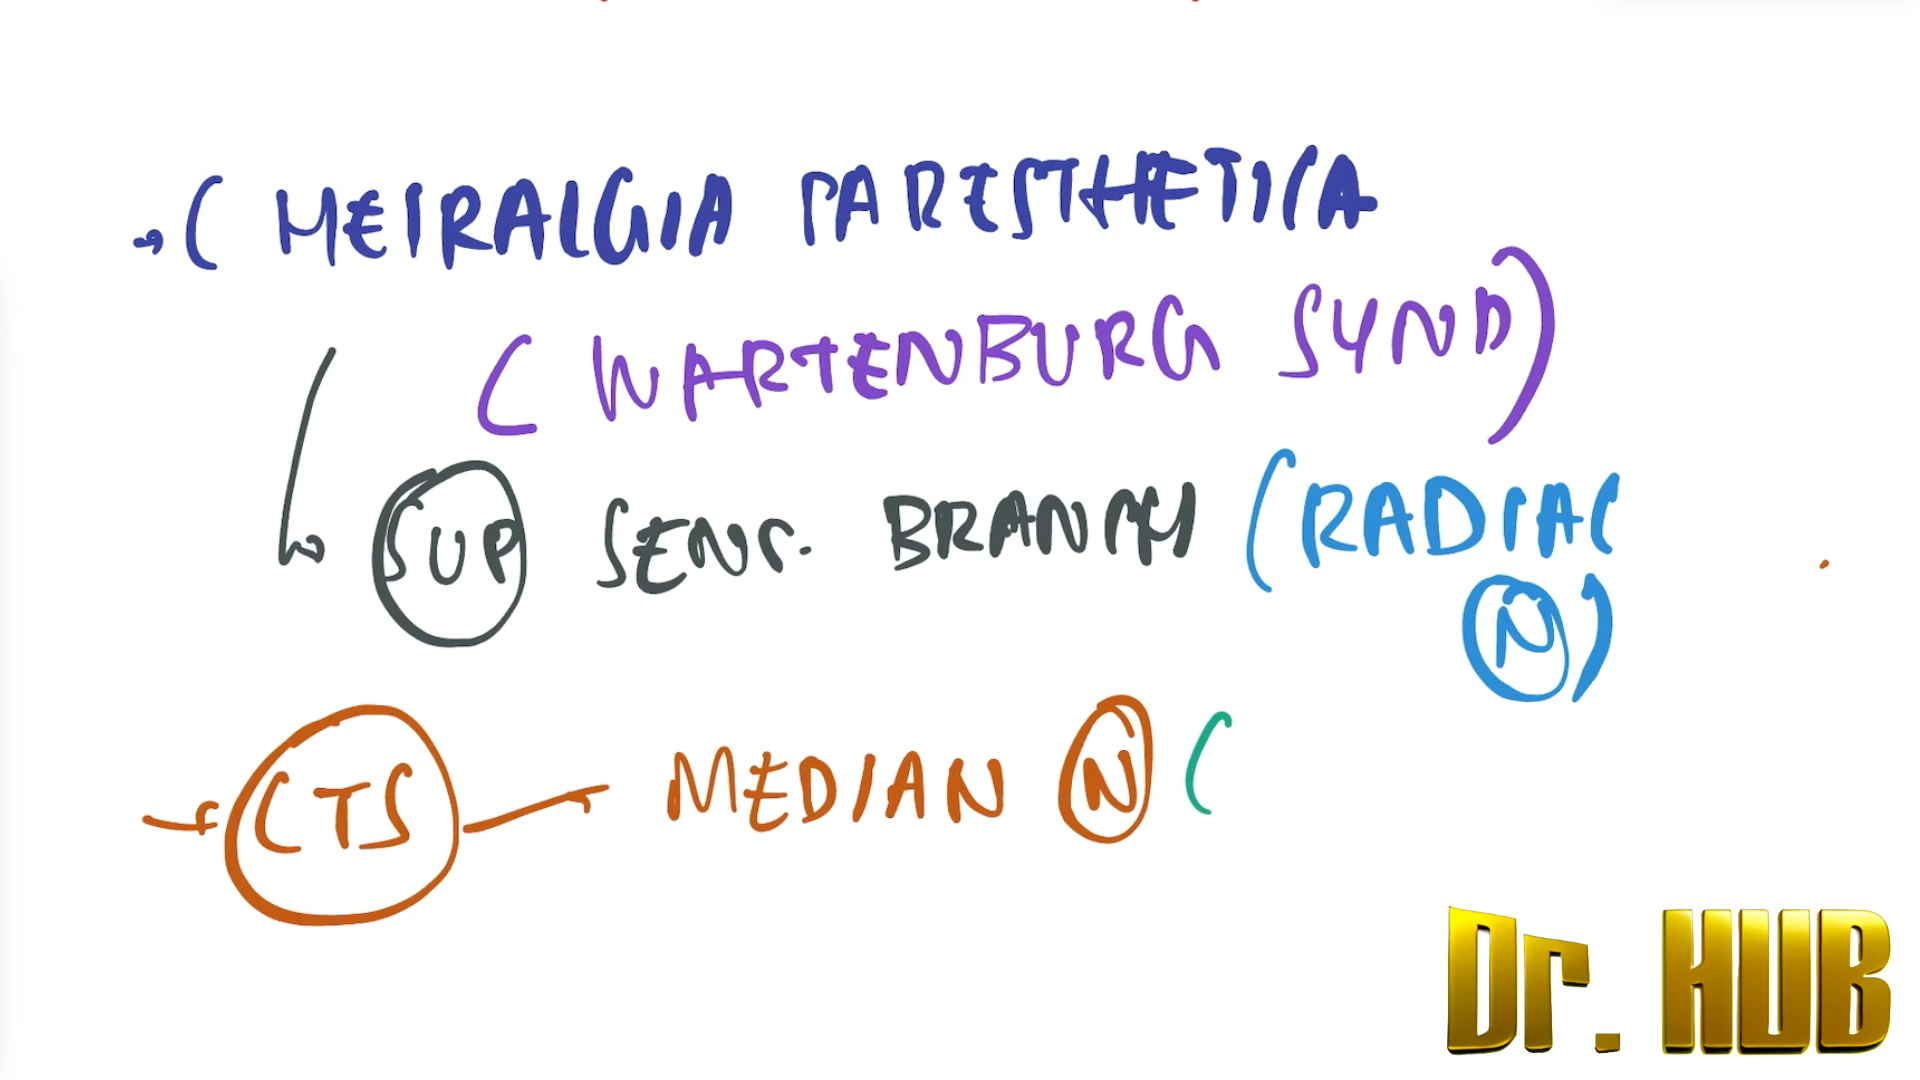 →( MEIRALGIA PARESTHETICA
( WARTENBURG SYND)
SUP SENS. BRANCH (RADIAL
N)
CTS — MEDIAN N (
Dr. HUB